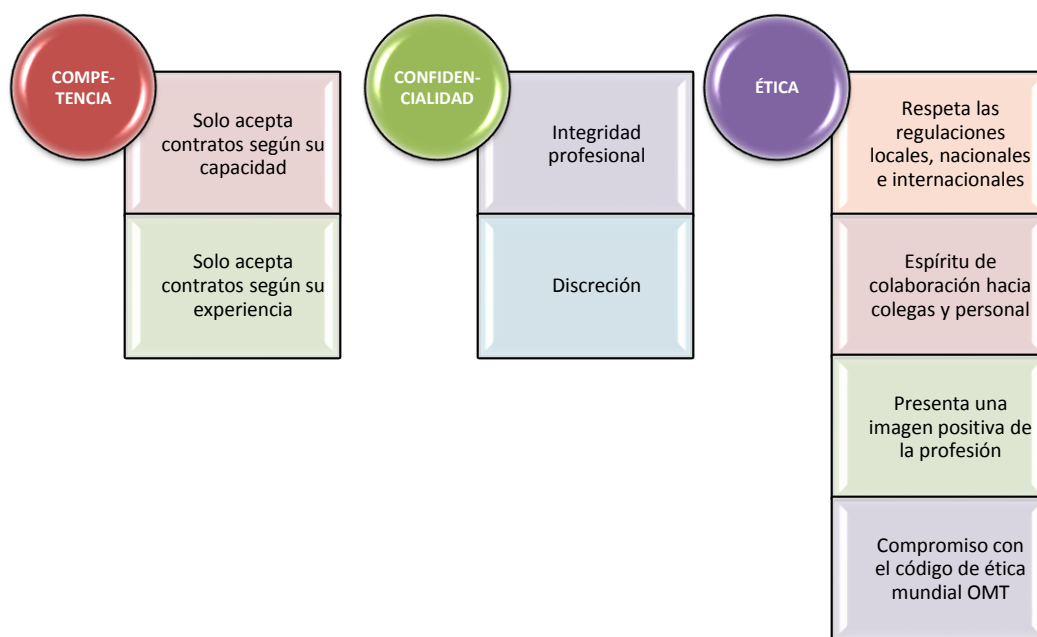 COMPE-
TENCIA
Solo acepta
contratos según su
capacidad
Solo acepta
contratos según su
experiencia
CONFIDEN-
CIALIDAD
Integridad
profesional
Discreción
ÉTICA
Respeta las
regulaciones
locales, nacionales
e internacionales
Espíritu de
colaboración hacia
colegas y personal
Presenta una
imagen positiva de
la profesión
Compromiso con
el código de ética
mundial OMT